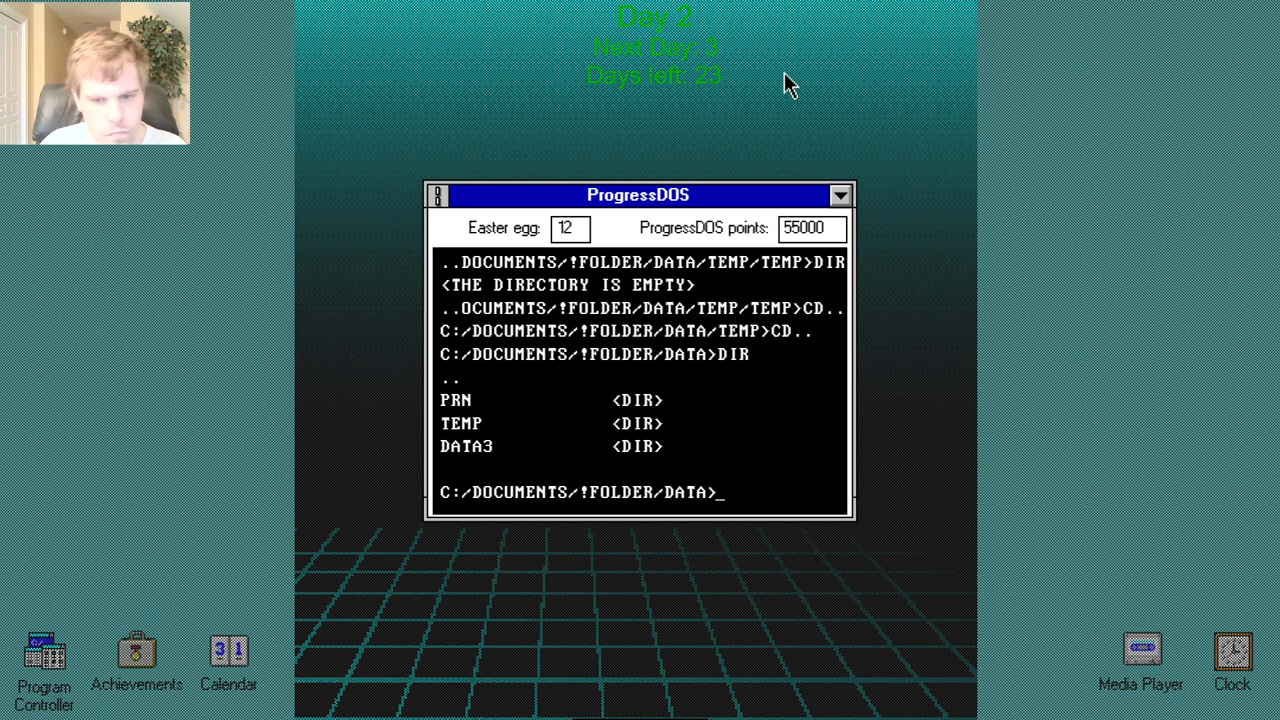 Day 2
Next Day: 3
Days left: 23
ProgressDOS
Easter egg: 12 ProgressDOS points: 55000
..DOCUMENTS/!FOLDER/DATA/TEMP/TEMP>DIR
<THE DIRECTORY IS EMPTY>
..OCUMENTS/!FOLDER/DATA/TEMP/TEMP>CD..
C:/DOCUMENTS/!FOLDER/DATA/TEMP>CD..
C:/DOCUMENTS/!FOLDER/DATA>DIR
..
PRN <DIR>
TEMP <DIR>
DATA3 <DIR>
C:/DOCUMENTS/!FOLDER/DATA>_
C:/
3 1
Program Controller
Achievements
Calendar
Media Player
Clock